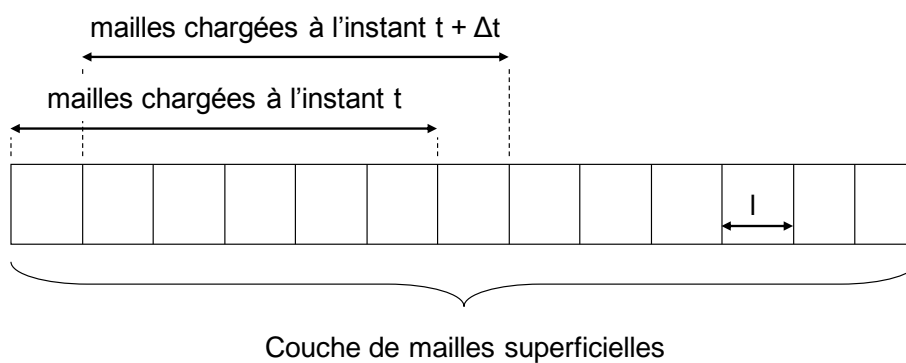 mailles chargées à l’instant t + Δt
mailles chargées à l’instant t
l
Couche de mailles superficielles